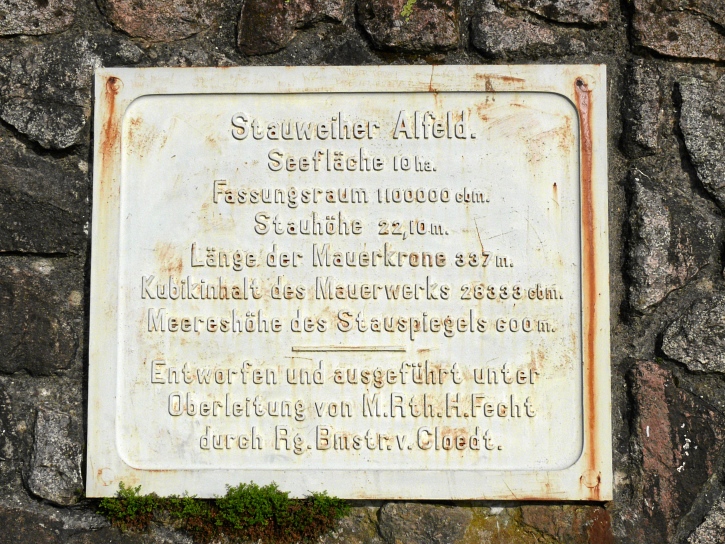 Stauweiher Alfeld.
Seefläche 10 ha.
Fassungsraum 1100000 cbm.
Stauhöhe 22,10 m.
Länge der Mauerkrone 337 m.
Kubikinhalt des Mauerwerks 28333 cbm.
Meereshöhe des Stauspiegels 600 m.
Entworfen und ausgeführt unter
Oberleitung von M.Rth.H.Fecht
durch Rg.Bmstr.v.Cloedt.